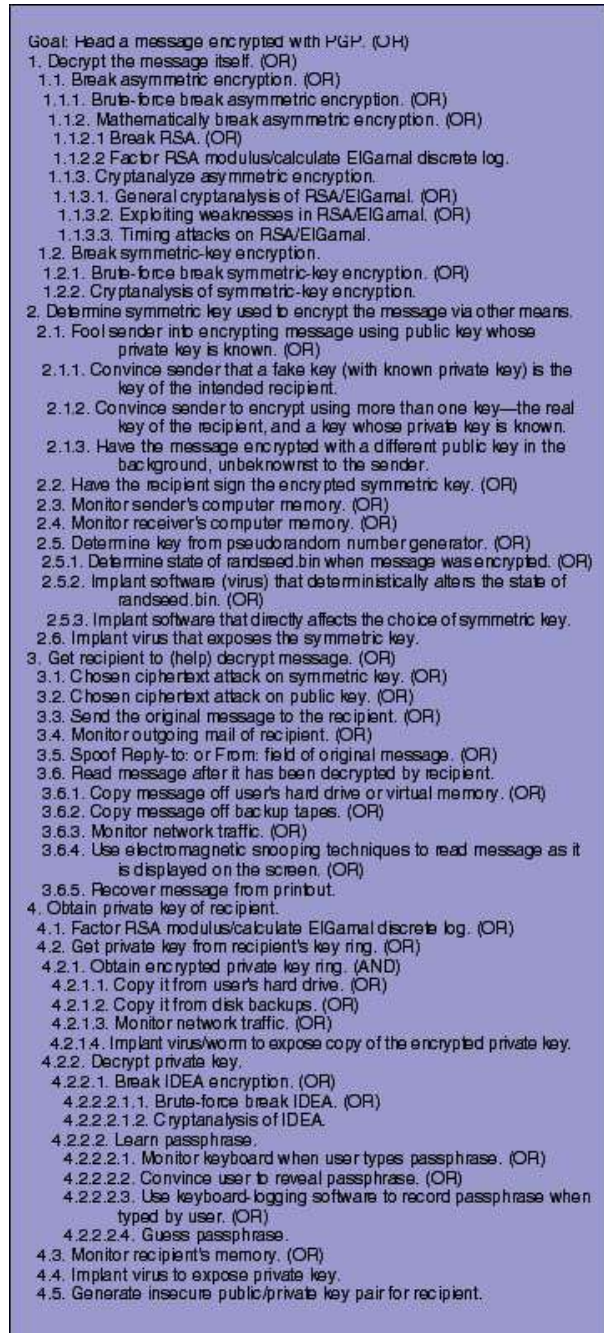 Goal: Read a message encrypted with PGP. (OR)
1. Decrypt the message itself. (OR)
1.1. Break asymmetric encryption. (OR)
1.1.1. Brute-force break asymmetric encryption. (OR)
1.1.2. Mathematically break asymmetric encryption. (OR)
1.1.2.1 Break RSA. (OR)
1.1.2.2 Factor RSA modulus/calculate ElGamal discrete log.
1.1.3. Cryptanalyze asymmetric encryption.
1.1.3.1. General cryptanalysis of RSA/ElGamal. (OR)
1.1.3.2. Exploiting weaknesses in RSA/ElGamal. (OR)
1.1.3.3. Timing attacks on RSA/ElGamal.
1.2. Break symmetric-key encryption.
1.2.1. Brute-force break symmetric-key encryption. (OR)
1.2.2. Cryptanalysis of symmetric-key encryption.
2. Determine symmetric key used to encrypt the message via other means.
2.1. Fool sender into encrypting message using public key whose
private key is known. (OR)
2.1.1. Convince sender that a fake key (with known private key) is the
key of the intended recipient.
2.1.2. Convince sender to encrypt using more than one key—the real
key of the recipient, and a key whose private key is known.
2.1.3. Have the message encrypted with a different public key in the
background, unbeknownst to the sender.
2.2. Have the recipient sign the encrypted symmetric key. (OR)
2.3. Monitor sender's computer memory. (OR)
2.4. Monitor receiver's computer memory. (OR)
2.5. Determine key from pseudorandom number generator. (OR)
2.5.1. Determine state of randseed.bin when message was encrypted. (OR)
2.5.2. Implant software (virus) that deterministically alters the state of
randseed.bin. (OR)
2.5.3. Implant software that directly affects the choice of symmetric key.
2.6. Implant virus that exposes the symmetric key.
3. Get recipient to (help) decrypt message. (OR)
3.1. Chosen ciphertext attack on symmetric key. (OR)
3.2. Chosen ciphertext attack on public key. (OR)
3.3. Send the original message to the recipient. (OR)
3.4. Monitor outgoing mail of recipient. (OR)
3.5. Spoof Reply-to: or From: field of original message. (OR)
3.6. Read message after it has been decrypted by recipient.
3.6.1. Copy message off user's hard drive or virtual memory. (OR)
3.6.2. Copy message off backup tapes. (OR)
3.6.3. Monitor network traffic. (OR)
3.6.4. Use electromagnetic snooping techniques to read message as it
is displayed on the screen. (OR)
3.6.5. Recover message from printout.
4. Obtain private key of recipient.
4.1. Factor RSA modulus/calculate ElGamal discrete log. (OR)
4.2. Get private key from recipient's key ring. (OR)
4.2.1. Obtain encrypted private key ring. (AND)
4.2.1.1. Copy it from user's hard drive. (OR)
4.2.1.2. Copy it from disk backups. (OR)
4.2.1.3. Monitor network traffic. (OR)
4.2.1.4. Implant virus/worm to expose copy of the encrypted private key.
4.2.2. Decrypt private key.
4.2.2.1. Break IDEA encryption. (OR)
4.2.2.2.1.1. Brute-force break IDEA. (OR)
4.2.2.2.1.2. Cryptanalysis of IDEA.
4.2.2.2. Learn passphrase.
4.2.2.2.1. Monitor keyboard when user types passphrase. (OR)
4.2.2.2.2. Convince user to reveal passphrase. (OR)
4.2.2.2.3. Use keyboard-logging software to record passphrase when
typed by user. (OR)
4.2.2.2.4. Guess passphrase.
4.3. Monitor recipient's memory. (OR)
4.4. Implant virus to expose private key.
4.5. Generate insecure public/private key pair for recipient.